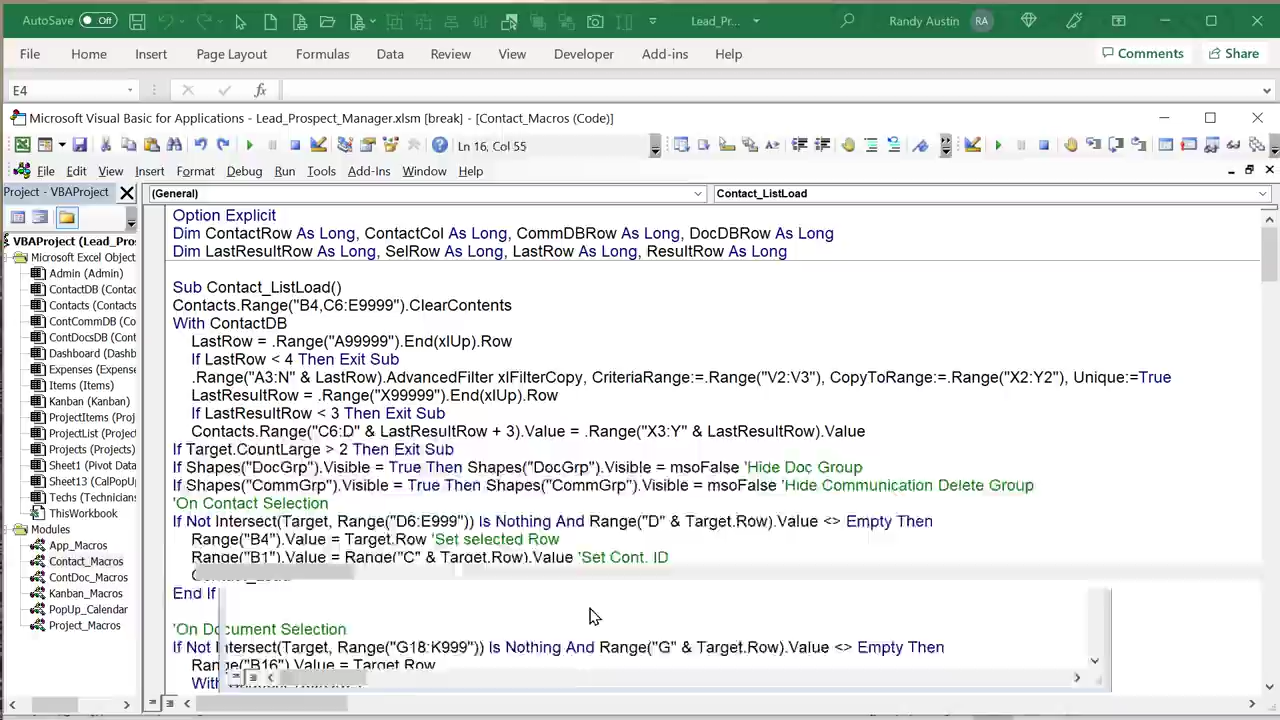 AutoSave Off Lead_Pr... Randy Austin RA
File Home Insert Page Layout Formulas Data Review View Developer Add-ins Help Comments Share
E4 fx
Microsoft Visual Basic for Applications - Lead_Prospect_Manager.xlsm [break] - [Contact_Macros (Code)]
Ln 16, Col 55
File Edit View Insert Format Debug Run Tools Add-Ins Window Help
Project - VBAProject
(General) Contact_ListLoad
VBAProject (Lead_Pro
Microsoft Excel Object
Admin (Admin)
ContactDB (Contac
Contacts (Contacts
ContCommDB (Co
ContDocsDB (Cont
Dashboard (Dashb
Expenses (Expense
Items (Items)
Kanban (Kanban)
ProjectItems (Proj
ProjectList (Project
Projects (Projects)
Sheet1 (Pivot Data
Sheet13 (CalPopU
Techs (Technicians
ThisWorkbook
Modules
App_Macros
Contact_Macros
ContDoc_Macros
Kanban_Macros
PopUp_Calendar
Project_Macros
Option Explicit
Dim ContactRow As Long, ContactCol As Long, CommDBRow As Long, DocDBRow As Long
Dim LastResultRow As Long, SelRow As Long, LastRow As Long, ResultRow As Long
Sub Contact_ListLoad()
Contacts.Range("B4,C6:E9999").ClearContents
With ContactDB
LastRow = .Range("A99999").End(xlUp).Row
If LastRow < 4 Then Exit Sub
.Range("A3:N" & LastRow).AdvancedFilter xlFilterCopy, CriteriaRange:=.Range("V2:V3"), CopyToRange:=.Range("X2:Y2"), Unique:=True
LastResultRow = .Range("X99999").End(xlUp).Row
If LastResultRow < 3 Then Exit Sub
Contacts.Range("C6:D" & LastResultRow + 3).Value = .Range("X3:Y" & LastResultRow).Value
If Target.CountLarge > 2 Then Exit Sub
If Shapes("DocGrp").Visible = True Then Shapes("DocGrp").Visible = msoFalse 'Hide Doc Group
If Shapes("CommGrp").Visible = True Then Shapes("CommGrp").Visible = msoFalse 'Hide Communication Delete Group
'On Contact Selection
If Not Intersect(Target, Range("D6:E999")) Is Nothing And Range("D" & Target.Row).Value <> Empty Then
Range("B4").Value = Target.Row 'Set selected Row
Range("B1").Value = Range("C" & Target.Row).Value 'Set Cont. ID
End If
'On Document Selection
If Not Intersect(Target, Range("G18:K999")) Is Nothing And Range("G" & Target.Row).Value <> Empty Then
Range("B16").Value = Target.Row